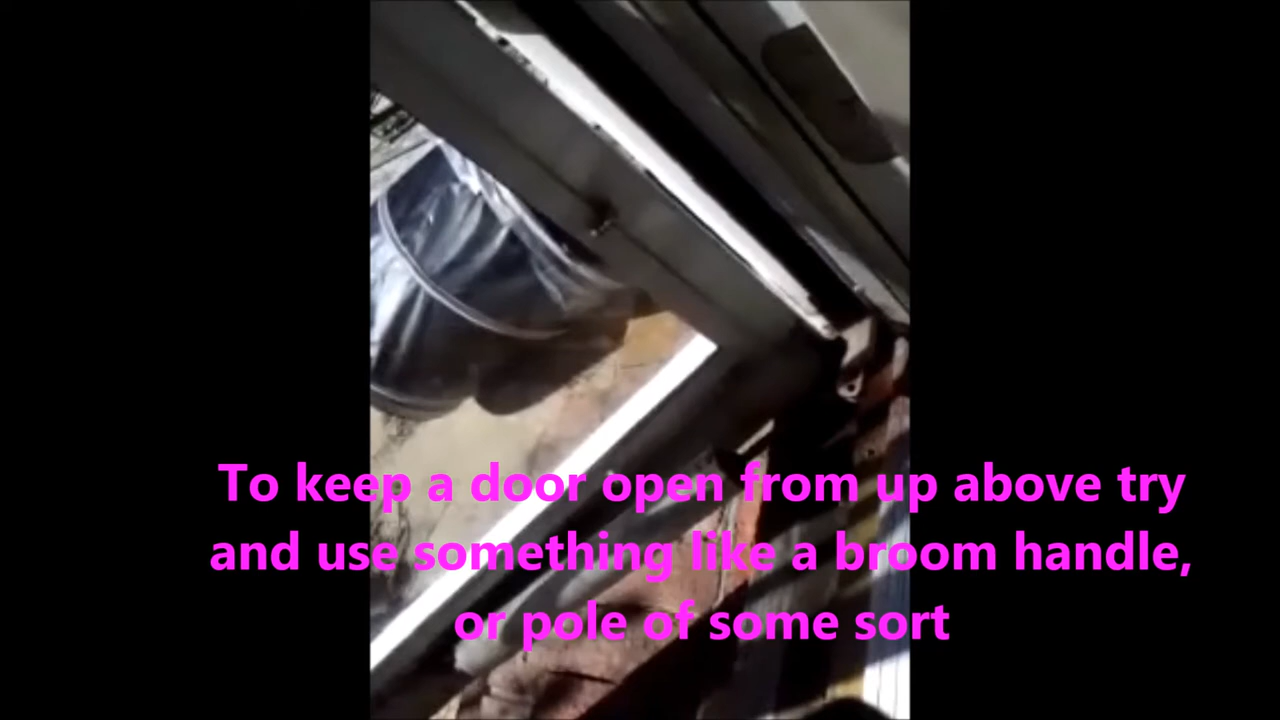 To keep a door open from up above try
and use something like a broom handle,
or pole of some sort